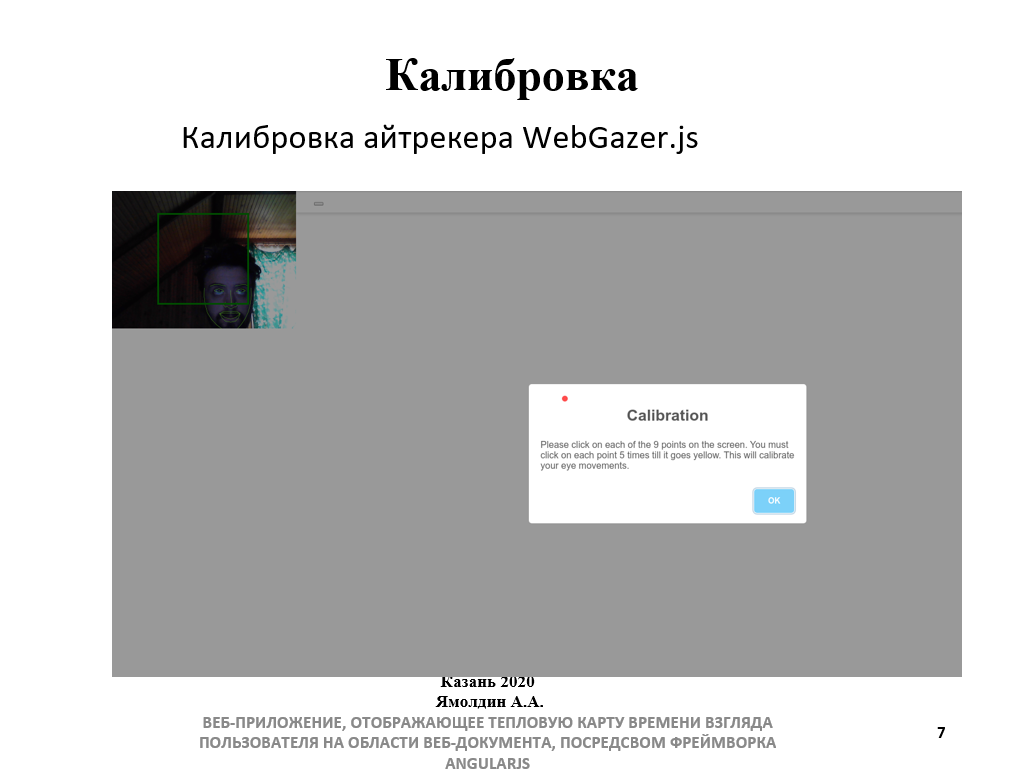 Калибровка
Калибровка айтрекера WebGazer.js
Calibration
Please click on each of the 9 points on the screen. You must
click on each point 5 times till it goes yellow. This will calibrate
your eye movements.
OK
Казань 2020
Ямолдин А.А.
ВЕБ-ПРИЛОЖЕНИЕ, ОТОБРАЖАЮЩЕЕ ТЕПЛОВУЮ КАРТУ ВРЕМЕНИ ВЗГЛЯДА
ПОЛЬЗОВАТЕЛЯ НА ОБЛАСТИ ВЕБ-ДОКУМЕНТА, ПОСРЕДСВОМ ФРЕЙМВОРКА
ANGULARJS
7